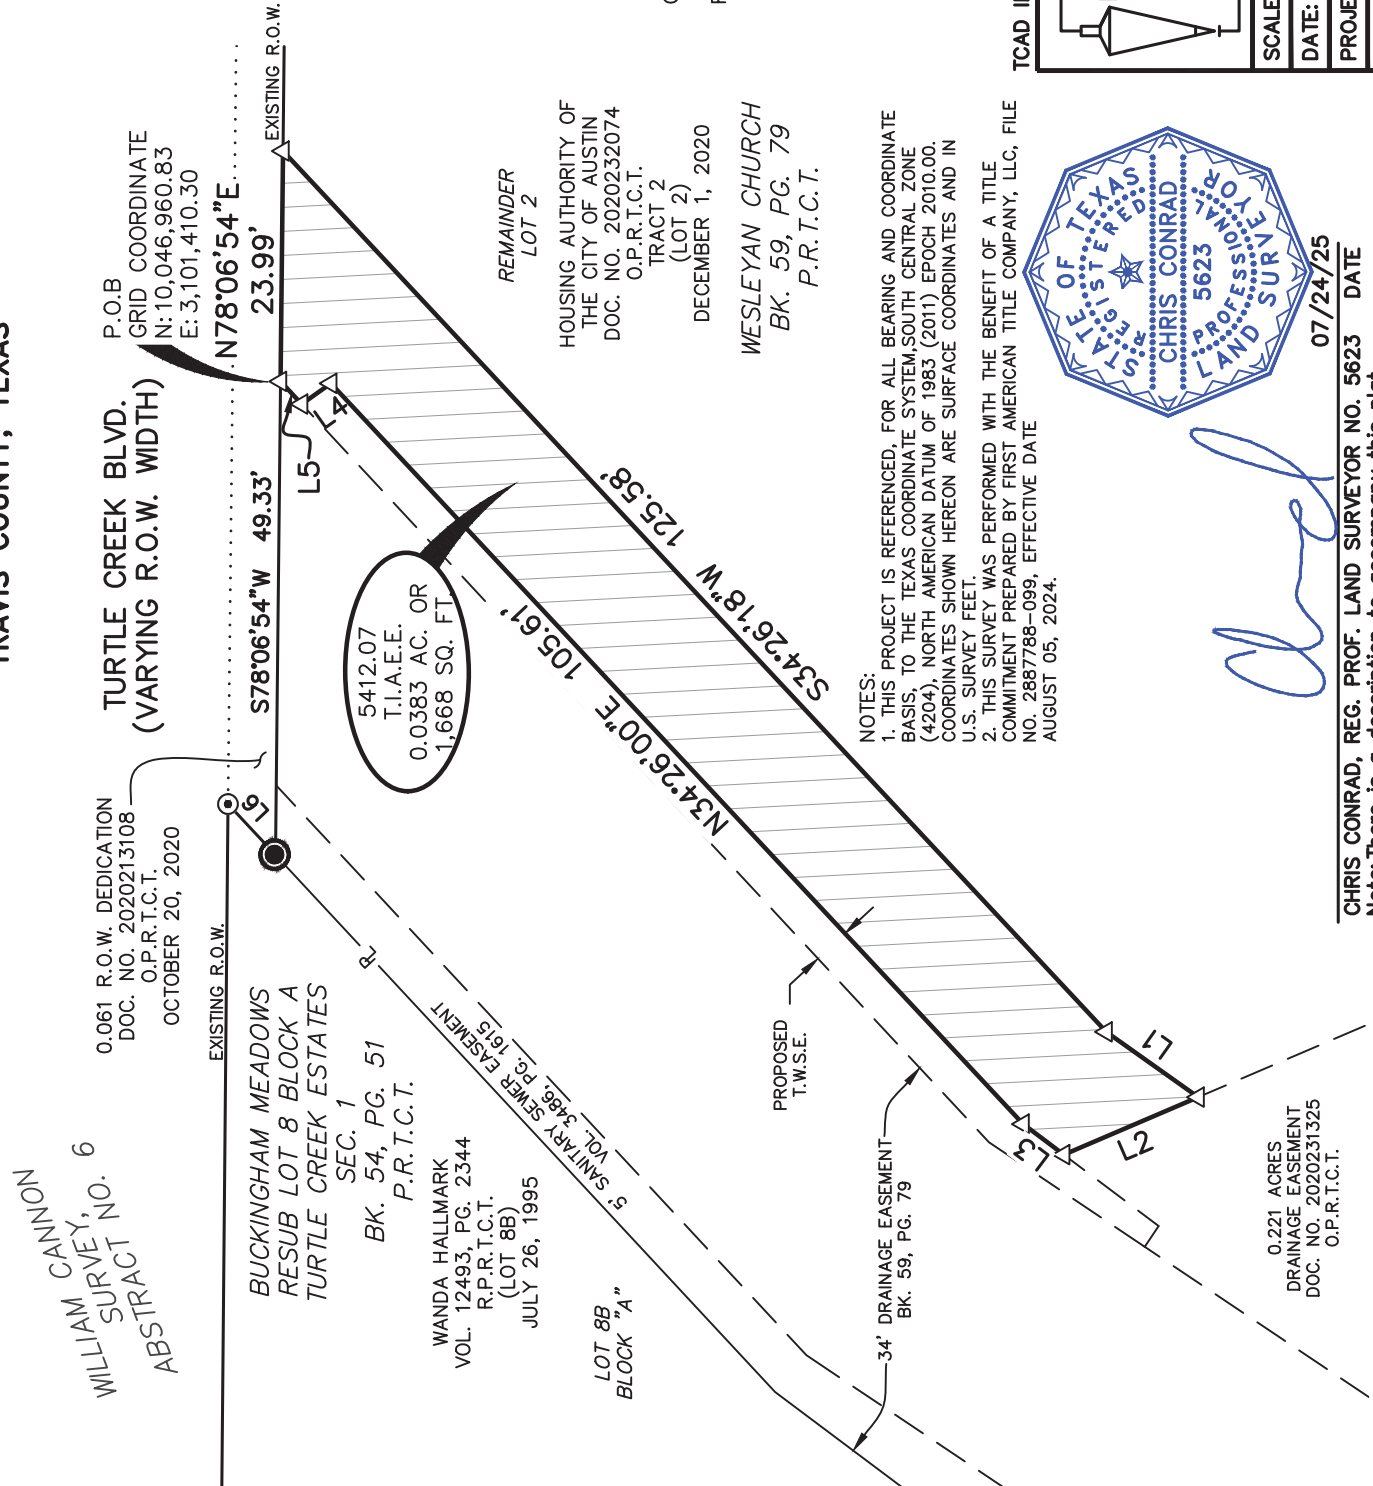 TRAVIS COUNTY, TEXAS
WILLIAM CANNON
SURVEY,
ABSTRACT NO. 6
0.061 R.O.W. DEDICATION
DOC. NO. 2020213108
O.P.R.T.C.T.
OCTOBER 20, 2020
EXISTING R.O.W.
TURTLE CREEK BLVD.
(VARYING R.O.W. WIDTH)
P.O.B
GRID COORDINATE
N: 10,046,960.83
E: 3,101,410.30
N78°06'54"E
23.99'
EXISTING R.O.W.
S78°06'54"W 49.33'
L6
L5
L4
BUCKINGHAM MEADOWS
RESUB LOT 8 BLOCK A
TURTLE CREEK ESTATES
SEC. 1
BK. 54, PG. 51
P.R.T.C.T.
WANDA HALLMARK
VOL. 12493, PG. 2344
R.P.R.T.C.T.
(LOT 8B)
JULY 26, 1995
LOT 8B
BLOCK "A"
5' SANITARY SEWER EASEMENT
VOL. 3486, PG. 1615
5412.07
T.I.A.E.E.
0.0383 AC. OR
1,668 SQ. FT.
N34°26'00"E 105.61'
S34°26'18"W
125.58'
REMAINDER
LOT 2
HOUSING AUTHORITY OF
THE CITY OF AUSTIN
DOC. NO. 2020232074
O.P.R.T.C.T.
TRACT 2
(LOT 2)
DECEMBER 1, 2020
WESLEYAN CHURCH
BK. 59, PG. 79
P.R.T.C.T.
PROPOSED
T.W.S.E.
34' DRAINAGE EASEMENT
BK. 59, PG. 79
L3
L2
L1
0.221 ACRES
DRAINAGE EASEMENT
DOC. NO. 2020231325
O.P.R.T.C.T.
NOTES:
1. THIS PROJECT IS REFERENCED, FOR ALL BEARING AND COORDINATE
BASIS, TO THE TEXAS COORDINATE SYSTEM,SOUTH CENTRAL ZONE
(4204), NORTH AMERICAN DATUM OF 1983 (2011) EPOCH 2010.00.
COORDINATES SHOWN HEREON ARE SURFACE COORDINATES AND IN
U.S. SURVEY FEET.
2. THIS SURVEY WAS PERFORMED WITH THE BENEFIT OF A TITLE
COMMITMENT PREPARED BY FIRST AMERICAN TITLE COMPANY, LLC, FILE
NO. 2887788-099, EFFECTIVE DATE
AUGUST 05, 2024.
STATE OF TEXAS
REGISTERED
CHRIS CONRAD
5623
PROFESSIONAL
LAND SURVEYOR
07/24/25
CHRIS CONRAD, REG. PROF. LAND SURVEYOR NO. 5623 DATE
Note: There is a description to accompany this plat.
TCAD
SCALE
DATE:
PROJE